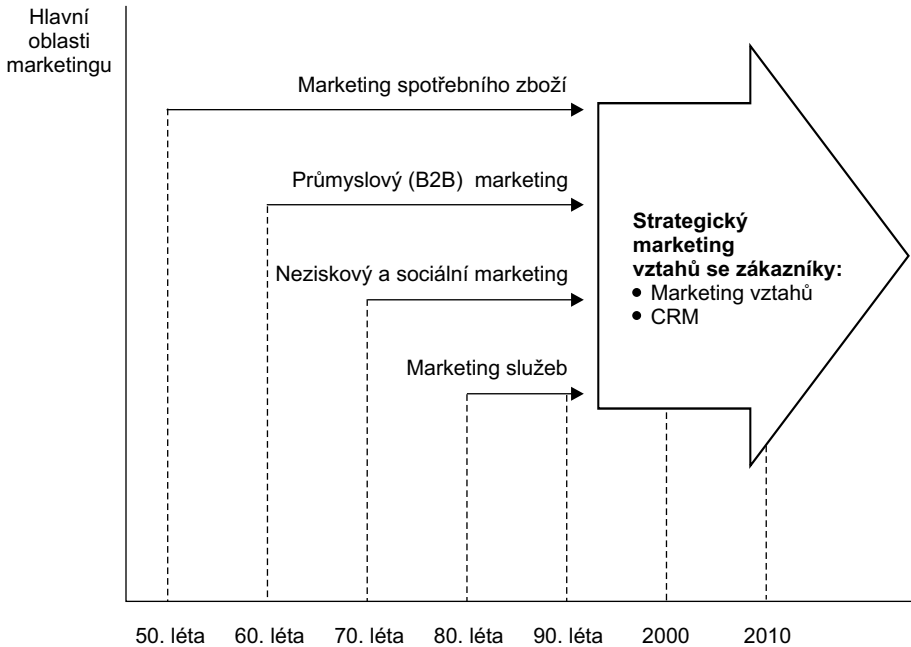 Hlavní
oblasti
marketingu
Marketing spotřebního zboží
Průmyslový (B2B) marketing
Neziskový a sociální marketing
Marketing služeb
Strategický
marketing
vztahů se zákazníky:
• Marketing vztahů
• CRM
50. léta 60. léta 70. léta 80. léta 90. léta 2000 2010